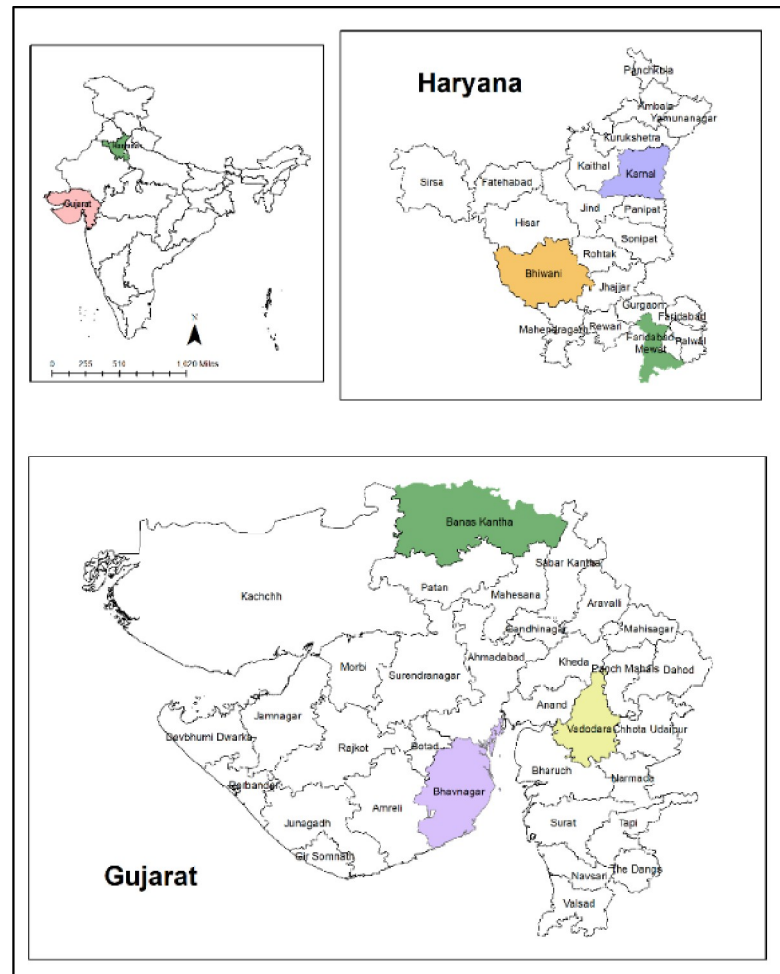 Haryana
Gujarat
N
0 255 510 1,020 Miles
Haryana
Panchkula
Ambala
Yamunanagar
Kurukshetra
Kaithal
Karnal
Sirsa
Fatehabad
Jind
Panipat
Hisar
Sonipat
Rohtak
Bhiwani
Jhajjar
Gurgaon
Faridabad
Mahendragarh
Rewari
Faridabad
Mewat
Palwal
Banas Kantha
Sabar Kantha
Patan
Mahesana
Kachchh
Aravalli
Gandhinagar
Mahisagar
Ahmadabad
Kheda
Panch Mahals
Dahod
Morbi
Surendranagar
Anand
Jamnagar
Vadodara
Chhota Udaipur
Devbhumi Dwarka
Rajkot
Botad
Bharuch
Narmada
Porbandar
Bhavnagar
Amreli
Junagadh
Surat
Tapi
Gir Somnath
The Dangs
Navsari
Valsad
Gujarat